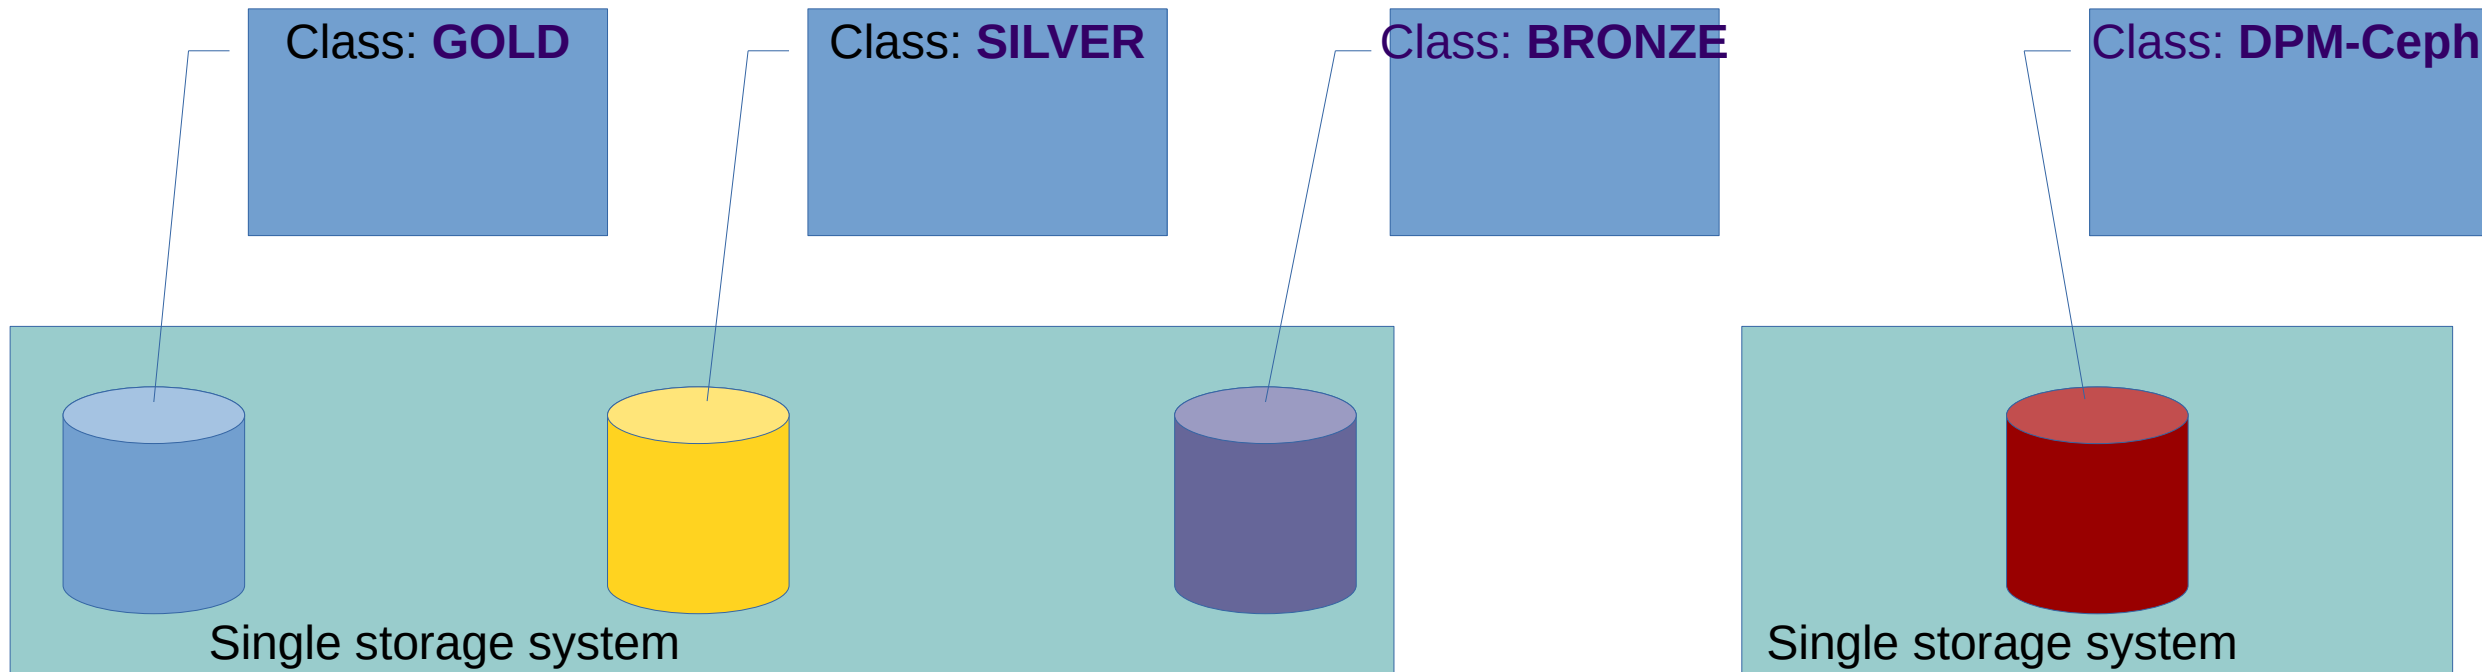 Class: GOLD
Class: SILVER
Class: BRONZE
Class: DPM-Ceph
Single storage system
Single storage system